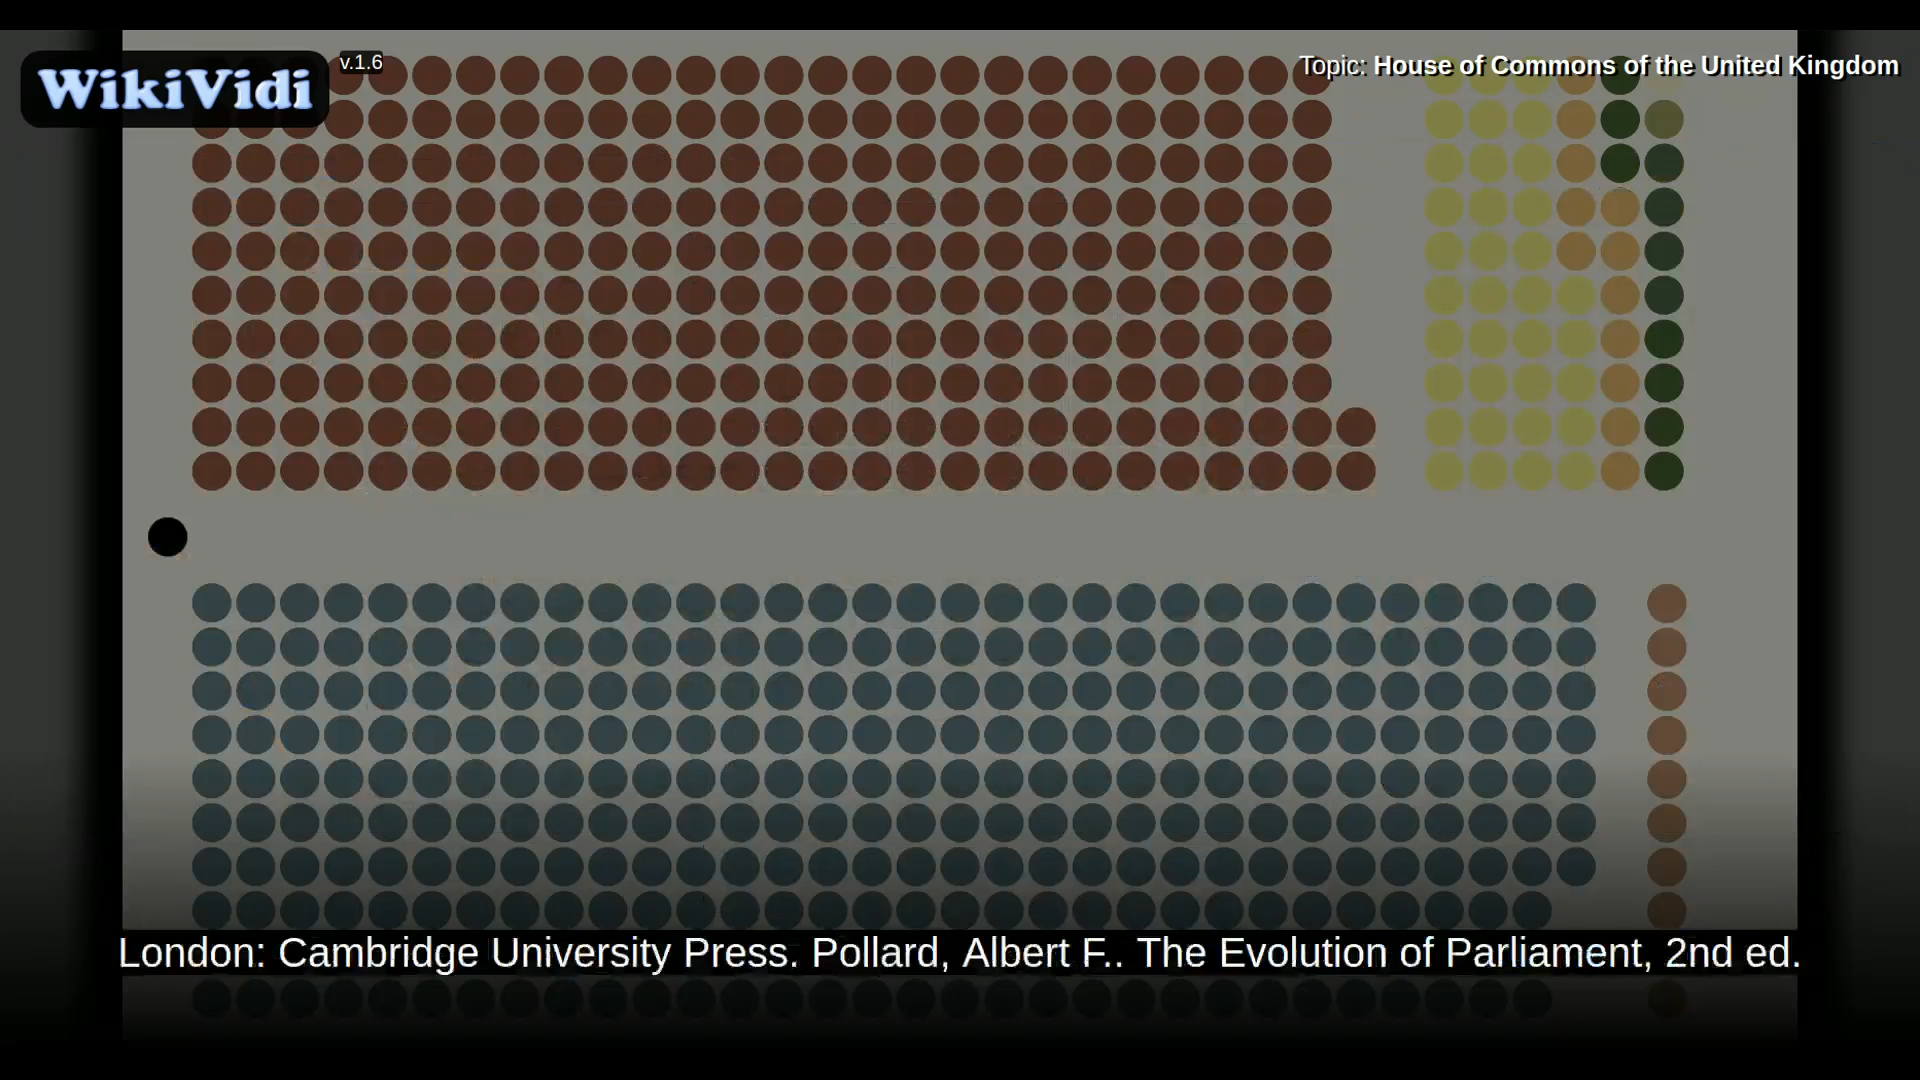 WikiVidi
v.1.6
Topic: House of Commons of the United Kingdom
London: Cambridge University Press. Pollard, Albert F.. The Evolution of Parliament, 2nd ed.